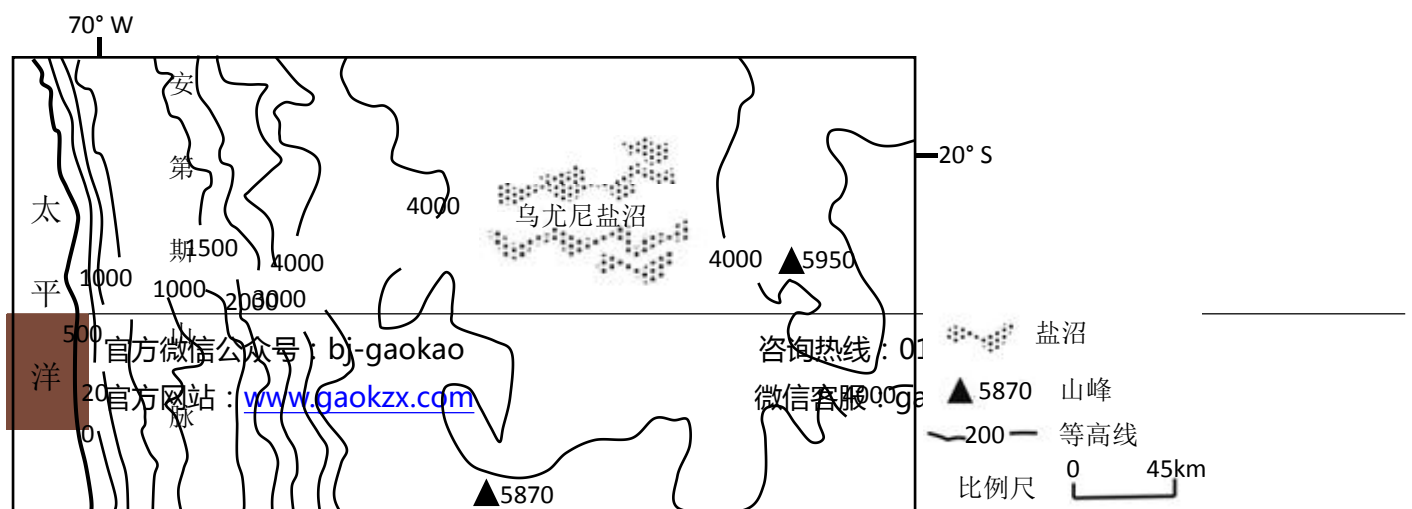 70° W
20° S
安第斯山脉
太平洋
4000
乌尤尼盐沼
1500
4000
4000
▲5950
1000
1000
2000
3000
500
官方微信公众号：bj-gaokao
咨询热线：01
盐沼
20
官方网站：www.gaokzx.com
微信客服：ga
4000
▲5870 山峰
0
200 等高线
0 45km
比例尺
▲5870